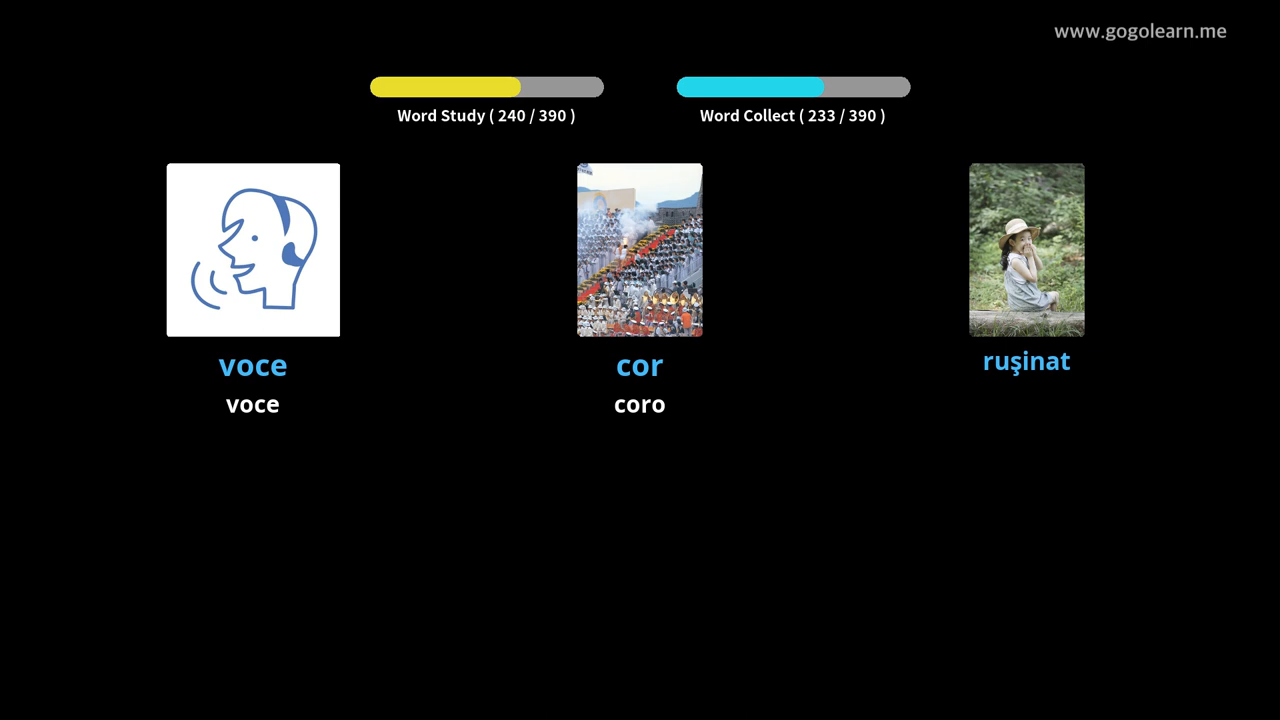 www.gogolearn.me
Word Study ( 240 / 390 )
Word Collect ( 233 / 390 )
voce
voce
cor
coro
ruşinat